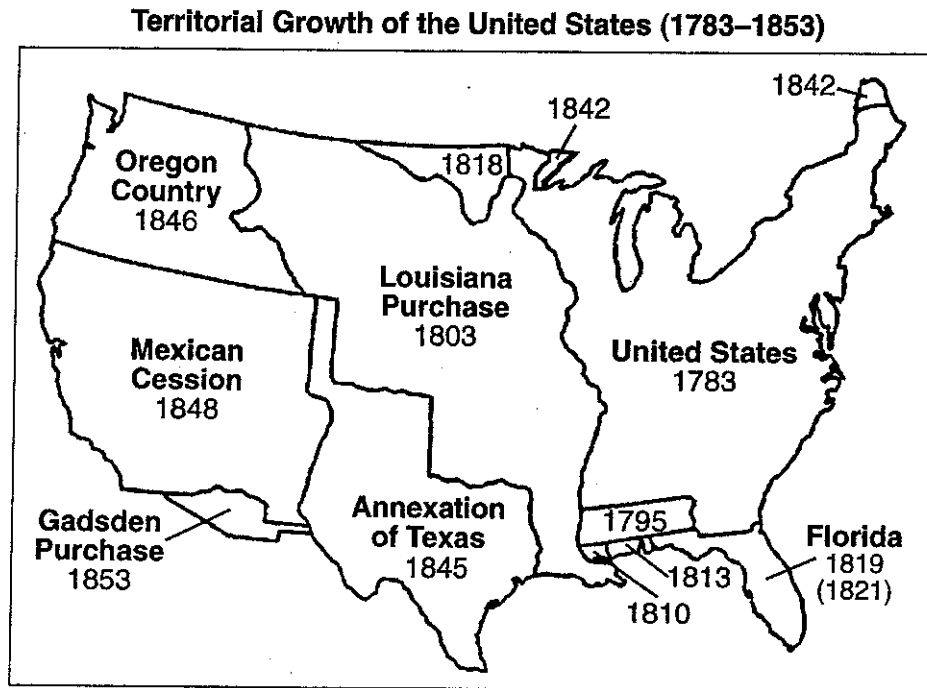 Territorial Growth of the United States (1783–1853)
1842
1842
Oregon
Country
1846
1818
Louisiana
Purchase
1803
United States
1783
Mexican
Cession
1848
Gadsden
Purchase
1853
Annexation
of Texas
1845
1795
1813
1810
Florida
1819
(1821)